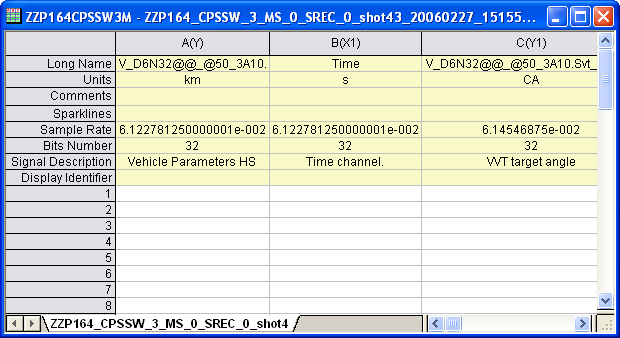 ZZP164CPSSW3M - ZZP164_CPSSW_3_MS_0_SREC_0_shot43_20060227_15155...
A(Y) B(X1) C(Y1)
Long Name V_D6N32@@_@50_3A10. Time V_D6N32@@_@50_3A10.Svt_
Units km s CA
Comments
Sparklines
Sample Rate 6.122781250000001e-002 6.122781250000001e-002 6.14546875e-002
Bits Number 32 32 32
Signal Description Vehicle Parameters HS Time channel. VVT target angle
Display Identifier
1
2
3
4
5
6
7
8
ZZP164_CPSSW_3_MS_0_SREC_0_shot4